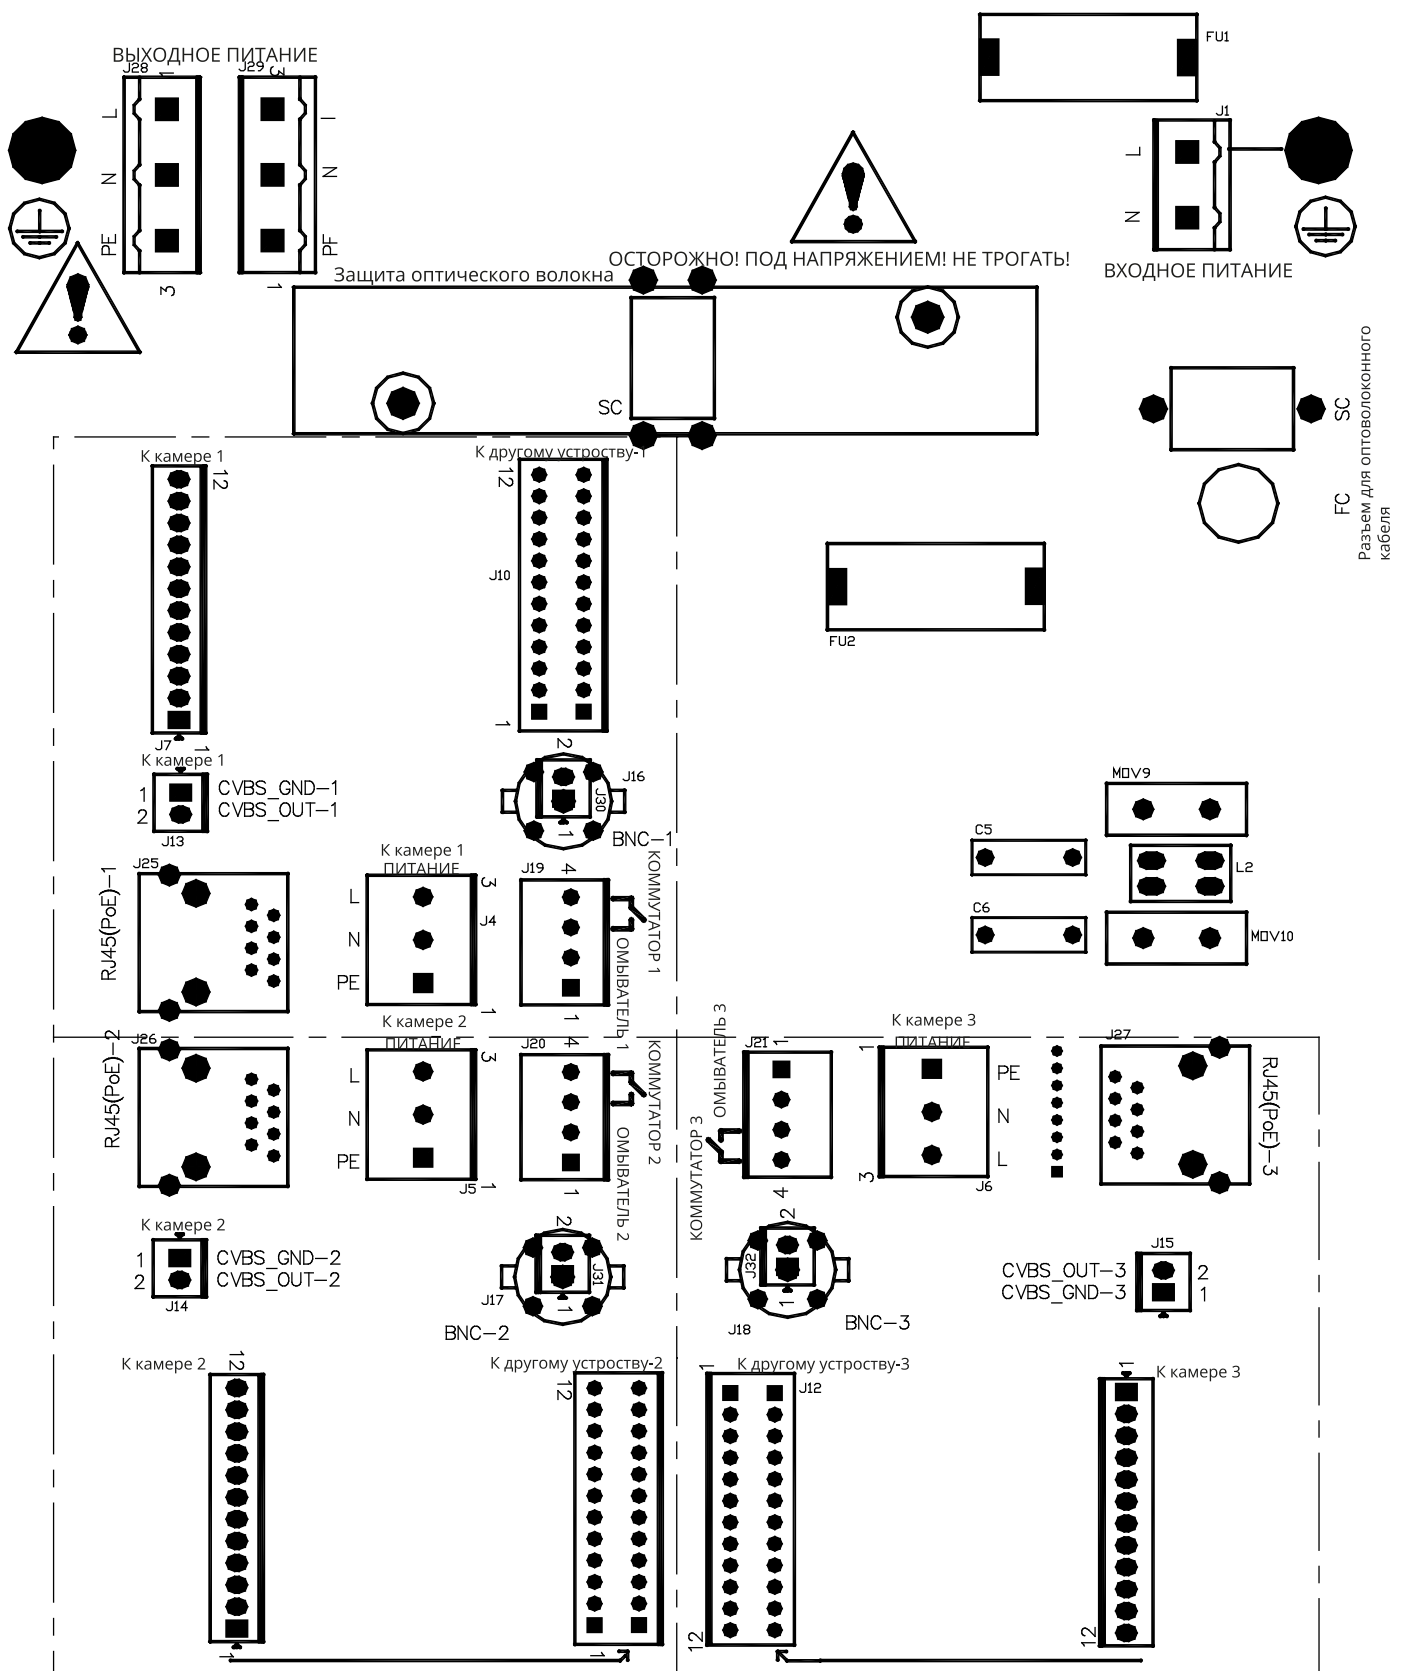 FU1
ВЫХОДНОЕ ПИТАНИЕ
J28
1
J29
3
L
N
PE
3
N
1
J1
L
N
ВХОДНОЕ ПИТАНИЕ
ОСТОРОЖНО! ПОД НАПРЯЖЕНИЕМ! НЕ ТРОГАТЬ!
Защита оптического волокна
SC
SC
FC
Разъем для оптоволоконного
кабеля
К камере 1
12
J7
1
К другому устроству-1
12
J10
1
2
FU2
К камере 1
1
2
CVBS_GND-1
CVBS_OUT-1
J13
J16
J30
1
BNC-1
MOV9
C5
L2
C6
MOV10
J25
RJ45(PoE)-1
К камере 1
ПИТАНИЕ
L
N
PE
3
J4
1
J19
4
1
КОММУТАТОР 1
ОМЫВАТЕЛЬ 1
J26
RJ45(PoE)-2
К камере 2
ПИТАНИЕ
L
N
PE
3
J5
1
J20
4
1
КОММУТАТОР 2
ОМЫВАТЕЛЬ 2
ОМЫВАТЕЛЬ 3
КОММУТАТОР 3
J21
1
4
К камере 3
ПИТАНИЕ
1
3
PE
N
L
J6
J27
RJ45(PoE)-3
К камере 2
1
2
CVBS_GND-2
CVBS_OUT-2
J14
2
J17
J31
1
BNC-2
2
J32
1
J18
BNC-3
J15
CVBS_OUT-3
CVBS_GND-3
2
1
К камере 2
12
1
К другому устроству-2
12
1
К другому устроству-3
1
J12
12
К камере 3
1
12